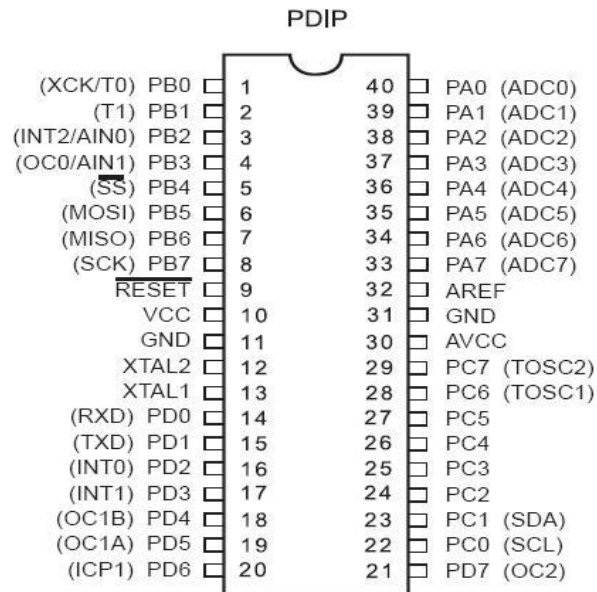 PDIP
(XCK/T0) PB0 1 40 PA0 (ADC0)
(T1) PB1 2 39 PA1 (ADC1)
(INT2/AIN0) PB2 3 38 PA2 (ADC2)
(OC0/AIN1) PB3 4 37 PA3 (ADC3)
(SS) PB4 5 36 PA4 (ADC4)
(MOSI) PB5 6 35 PA5 (ADC5)
(MISO) PB6 7 34 PA6 (ADC6)
(SCK) PB7 8 33 PA7 (ADC7)
RESET 9 32 AREF
VCC 10 31 GND
GND 11 30 AVCC
XTAL2 12 29 PC7 (TOSC2)
XTAL1 13 28 PC6 (TOSC1)
(RXD) PD0 14 27 PC5
(TXD) PD1 15 26 PC4
(INT0) PD2 16 25 PC3
(INT1) PD3 17 24 PC2
(OC1B) PD4 18 23 PC1 (SDA)
(OC1A) PD5 19 22 PC0 (SCL)
(ICP1) PD6 20 21 PD7 (OC2)